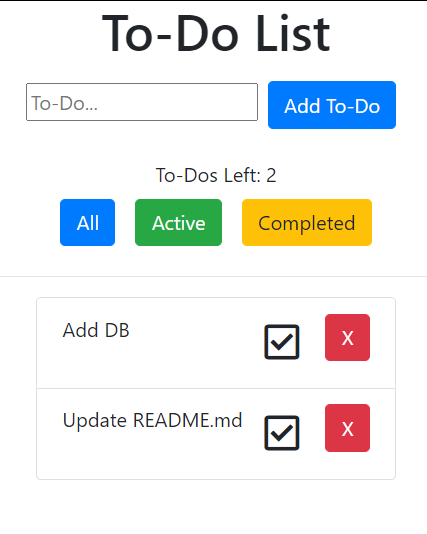 To-Do List
To-Do... Add To-Do
To-Dos Left: 2
All Active Completed
Add DB X
Update README.md X